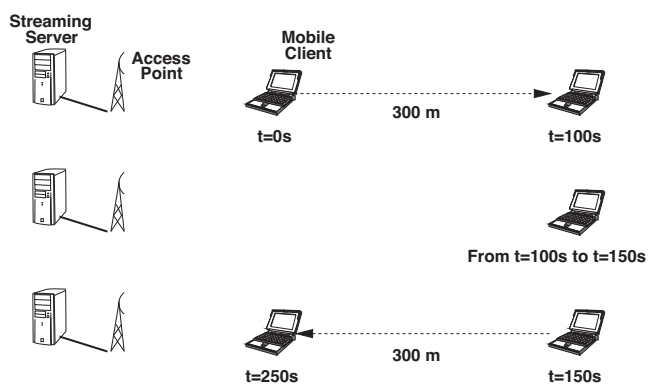 Streaming
Server
Access
Point
Mobile
Client
300 m
t=0s
t=100s
From t=100s to t=150s
300 m
t=250s
t=150s